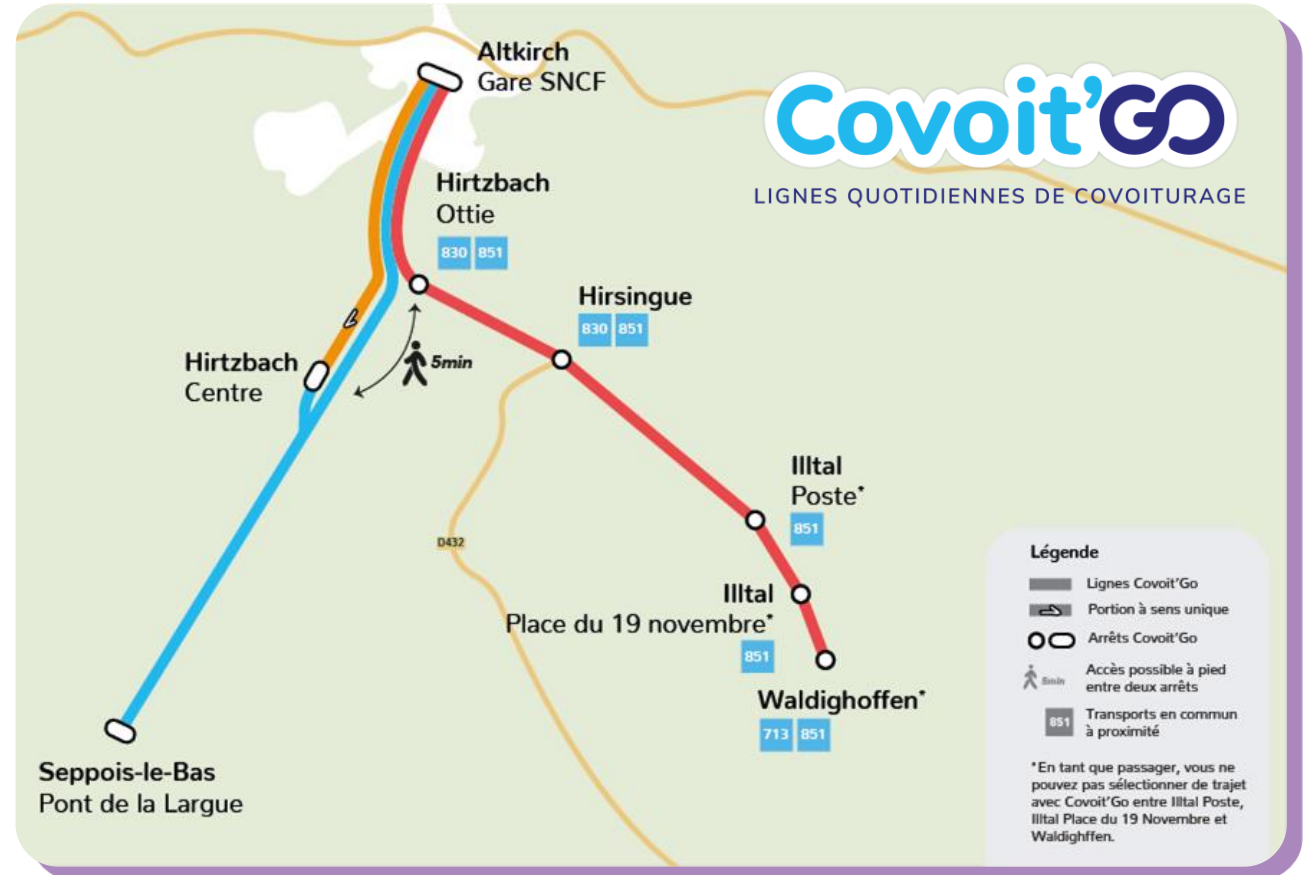 Altkirch
Gare SNCF
Covoit'GO
LIGNES QUOTIDIENNES DE COVOITURAGE
Hirtzbach
Ottie
830 851
Hirsingue
830 851
Hirtzbach
Centre
5min
Illtal
Poste*
851
D432
Illtal
Place du 19 novembre*
851
Waldighoffen*
713 851
Seppois-le-Bas
Pont de la Largue
Légende
Lignes Covoit'Go
Portion à sens unique
Arrêts Covoit'Go
5min
Accès possible à pied
entre deux arrêts
851
Transports en commun
à proximité
*En tant que passager, vous ne
pouvez pas sélectionner de trajet
avec Covoit'Go entre Illtal Poste,
Illtal Place du 19 Novembre et
Waldighffen.